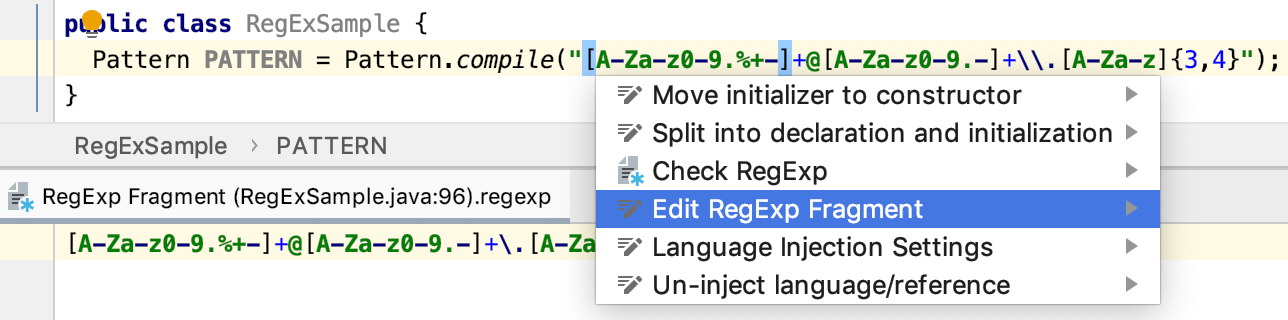 public class RegExSample {
Pattern PATTERN = Pattern.compile("[A-Za-z0-9.%+-]+@[A-Za-z0-9.-]+\\.[A-Za-z]{3,4}");
}
Move initializer to constructor
Split into declaration and initialization
Check RegExp
Edit RegExp Fragment
Language Injection Settings
Un-inject language/reference
RegExSample › PATTERN
RegExp Fragment (RegExSample.java:96).regexp
[A-Za-z0-9.%+-]+@[A-Za-z0-9.-]+\.[A-Za